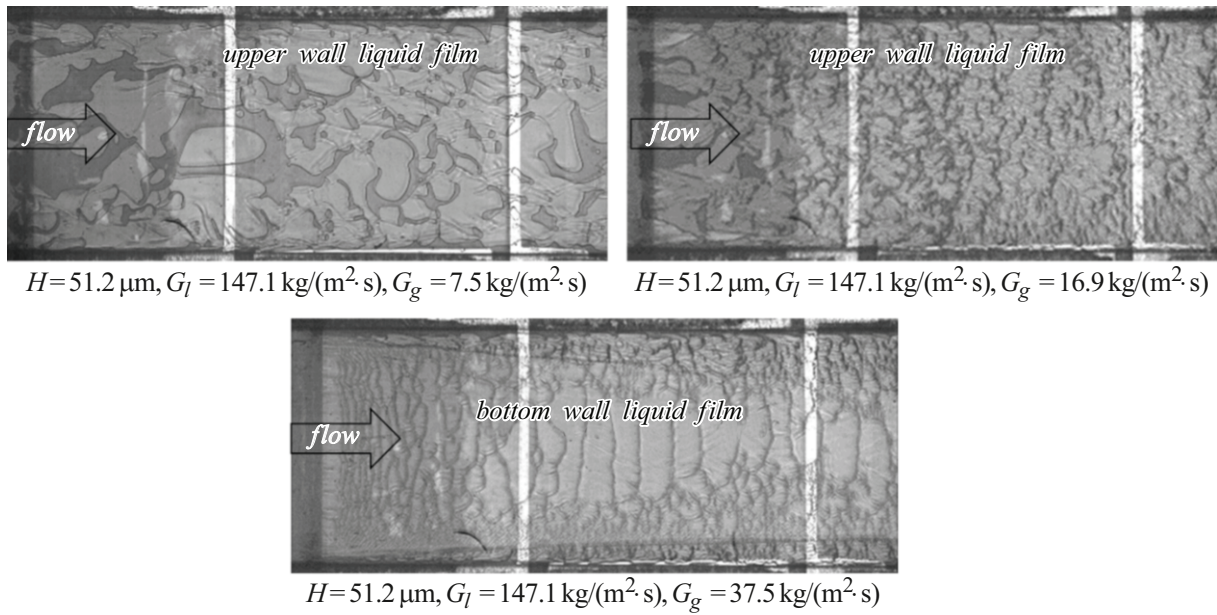 upper wall liquid film
flow
H = 51.2 μm, G_l = 147.1 kg/(m²· s), G_g = 7.5 kg/(m²· s)
upper wall liquid film
flow
H = 51.2 μm, G_l = 147.1 kg/(m²· s), G_g = 16.9 kg/(m²· s)
bottom wall liquid film
flow
H = 51.2 μm, G_l = 147.1 kg/(m²· s), G_g = 37.5 kg/(m²· s)